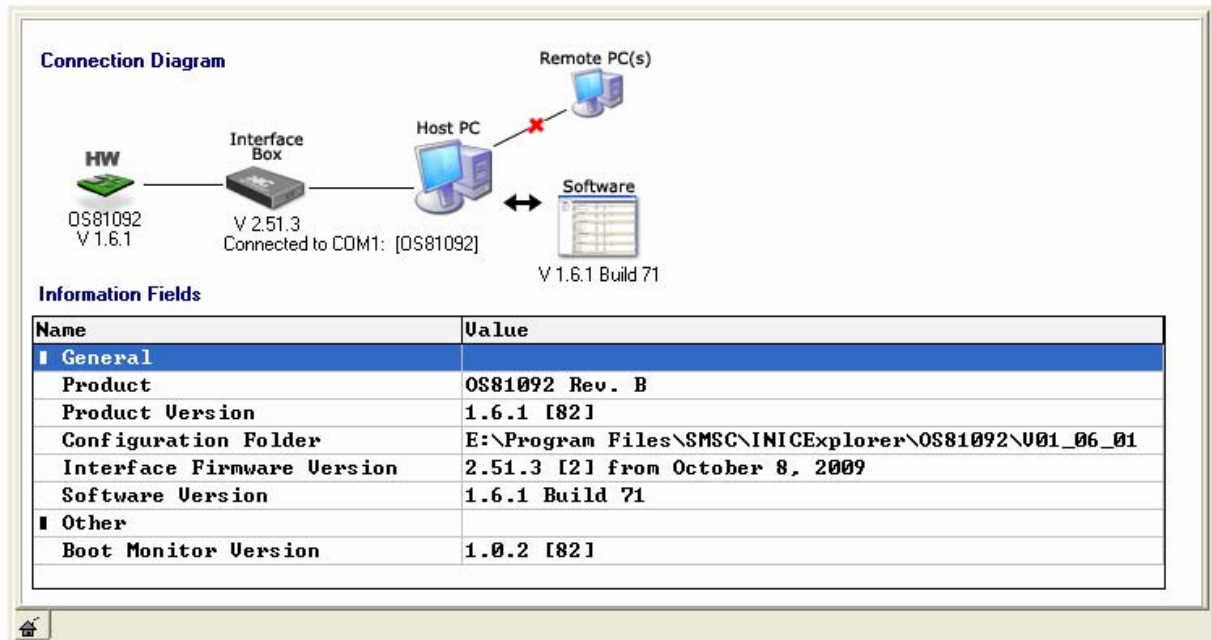 Connection Diagram
Remote PC(s)
Host PC
Interface
Box
HW
Software
OS81092
V 1.6.1
V 2.51.3
Connected to COM1: [OS81092]
V 1.6.1 Build 71
Information Fields
Name Value
General
Product OS81092 Rev. B
Product Version 1.6.1 [82]
Configuration Folder E:\Program Files\SMSC\INICExplorer\OS81092\V01_06_01
Interface Firmware Version 2.51.3 [2] from October 8, 2009
Software Version 1.6.1 Build 71
Other
Boot Monitor Version 1.0.2 [82]